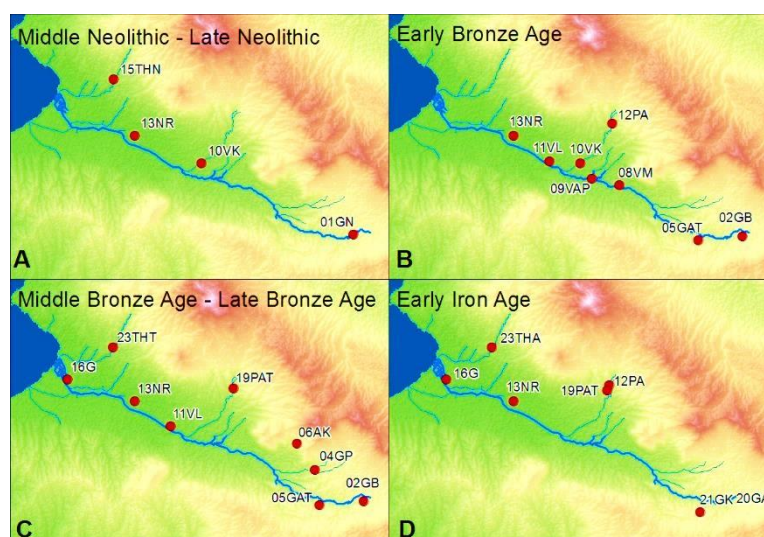 Middle Neolithic - Late Neolithic
15THN
13NR
10VK
01GN
A
Early Bronze Age
12PA
13NR
11VL
10VK
09VAP
08VM
05GAT
02GB
B
Middle Bronze Age - Late Bronze Age
23THT
16G
19PAT
13NR
11VL
06AK
04GP
05GAT
02GB
C
Early Iron Age
23THA
16G
12PA
19PAT
13NR
21GK
20GA
D